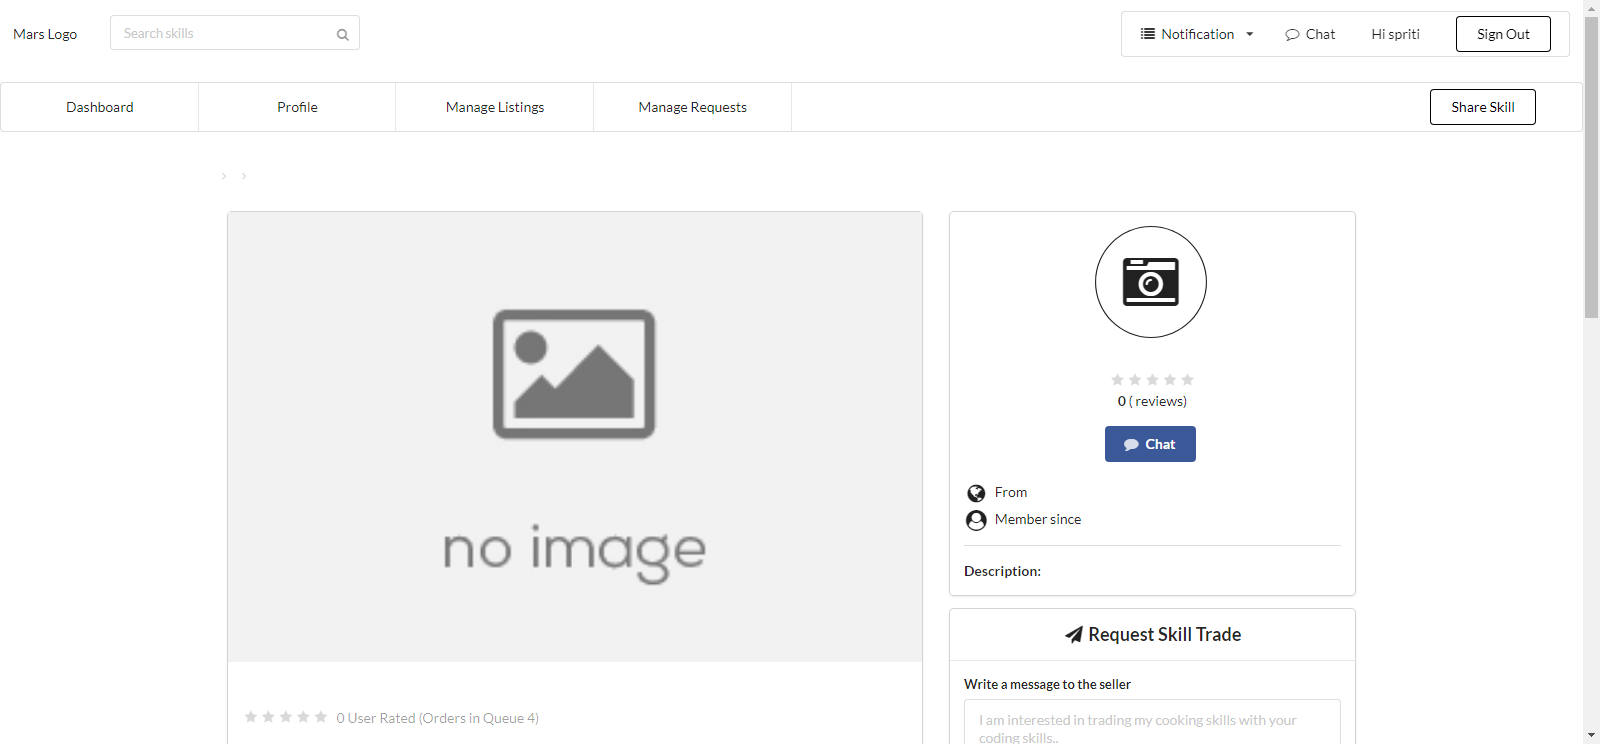 Mars Logo
Search skills
Notification
Chat
Hi spriti
Sign Out
Dashboard
Profile
Manage Listings
Manage Requests
Share Skill
no image
0 User Rated (Orders in Queue 4)
0 ( reviews)
Chat
From
Member since
Description:
Request Skill Trade
Write a message to the seller
I am interested in trading my cooking skills with your
coding skills..